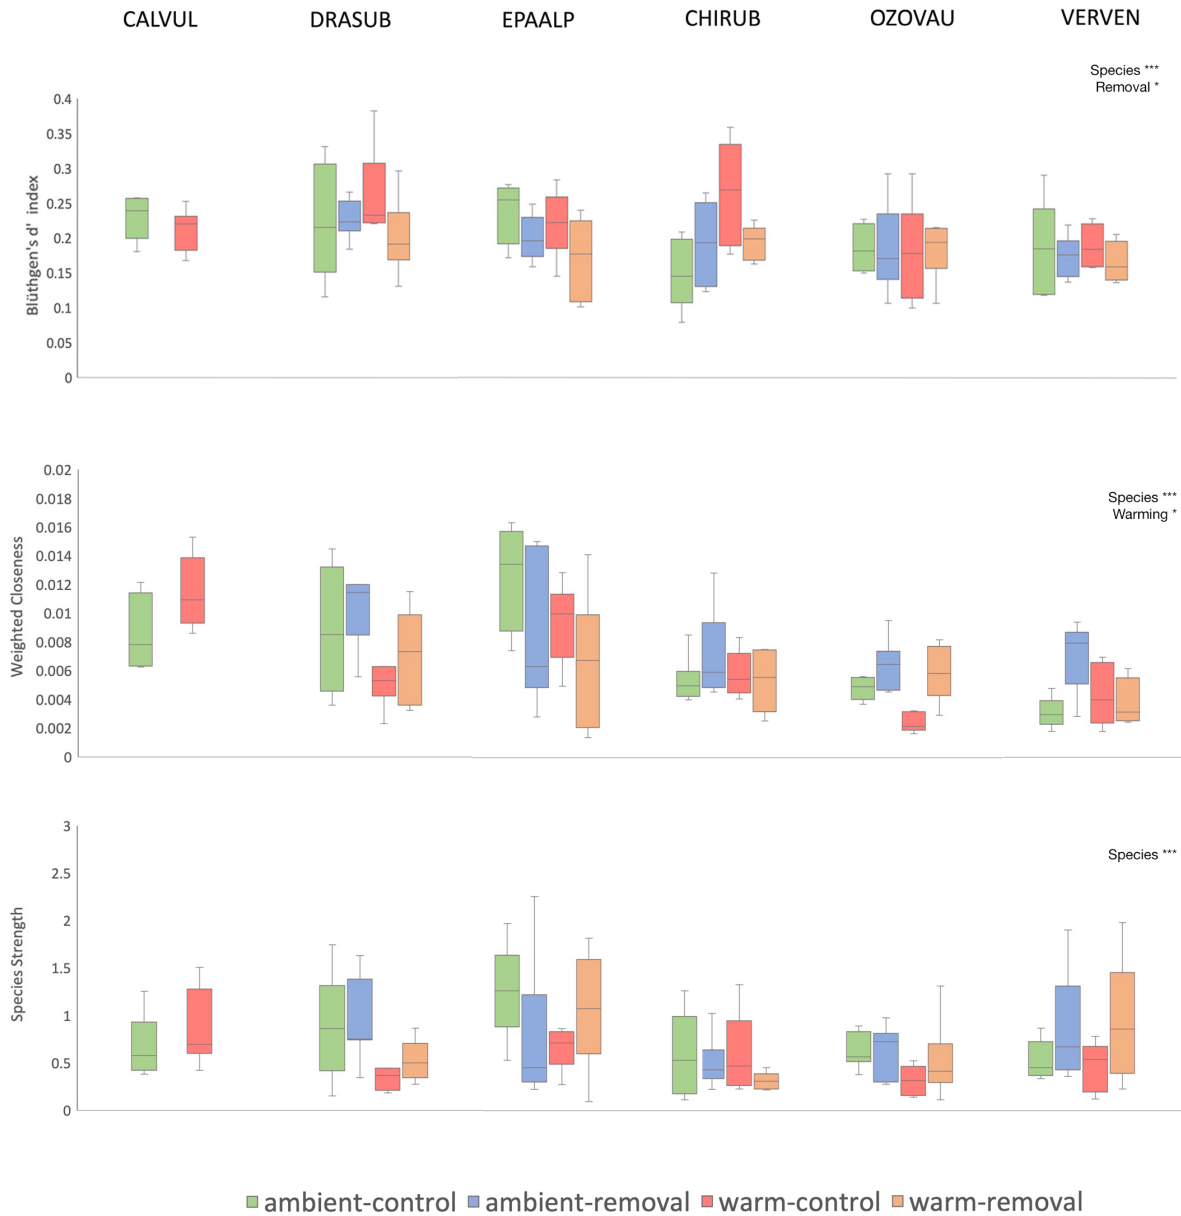 CALVUL DRASUB EPAALP CHIRUB OZOVAU VERVEN
Species ***
Removal *
Blüthgen's d' index
0.4
0.35
0.3
0.25
0.2
0.15
0.1
0.05
0
Species ***
Warming *
Weighted Closeness
0.02
0.018
0.016
0.014
0.012
0.01
0.008
0.006
0.004
0.002
0
Species ***
Species Strength
3
2.5
2
1.5
1
0.5
0
ambient-control ambient-removal warm-control warm-removal